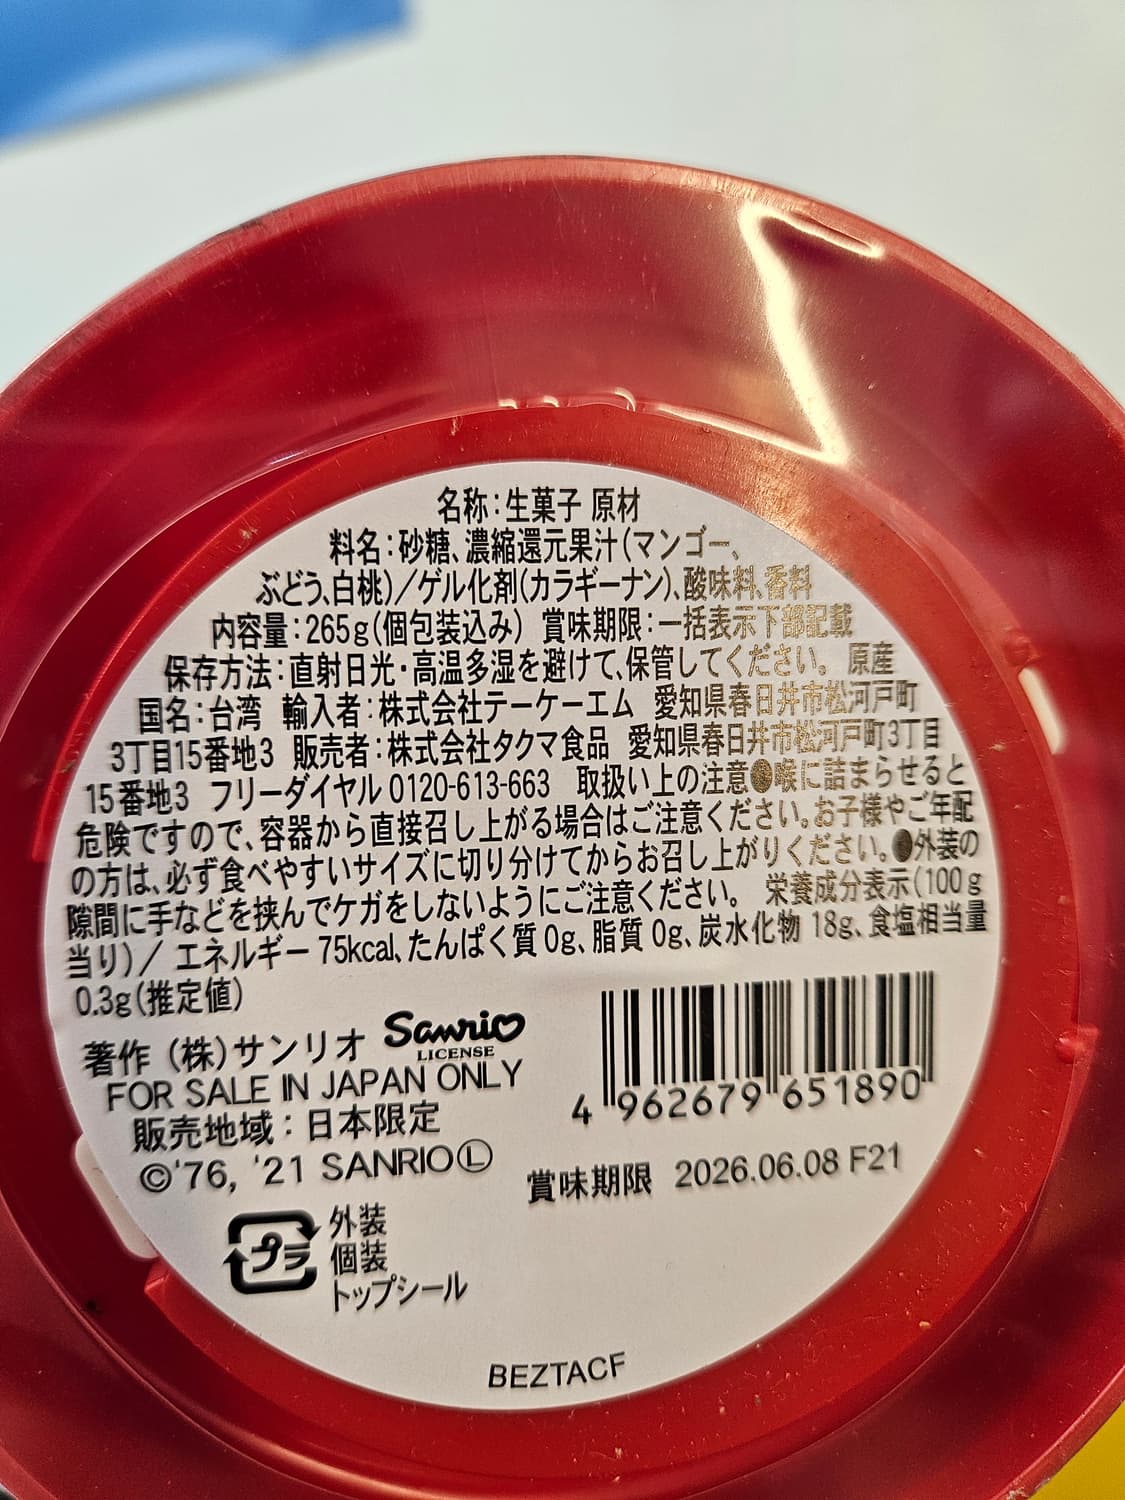 名称:生菓子 原材
料名:砂糖、濃縮還元果汁(マンゴー、
ぶどう、白桃)/ゲル化剤(カラギーナン)、酸味料、香料
内容量:265g(個包装込み) 賞味期限:一括表示下部記載
保存方法:直射日光・高温多湿を避けて、保管してください。 原産
国名:台湾 輸入者:株式会社テーケーエム 愛知県春日井市松河戸町
3丁目15番地3 販売者:株式会社タクマ食品 愛知県春日井市松河戸町3丁目
15番地3 フリーダイヤル 0120-613-663 取扱い上の注意●喉に詰まらせると
危険ですので、容器から直接召し上がる場合はご注意ください。お子様やご年配
の方は、必ず食べやすいサイズに切り分けてからお召し上がりください。●外装の
隙間に手などを挟んでケガをしないようにご注意ください。 栄養成分表示(100g
当り)/エネルギー 75kcal、たんぱく質 0g、脂質 0g、炭水化物 18g、食塩相当量
0.3g(推定値)
著作 (株)サンリオ Sanrio
LICENSE
FOR SALE IN JAPAN ONLY
販売地域:日本限定
©'76, '21 SANRIO Ⓛ
4 962679 651890
賞味期限 2026.06.08 F21
プラ
外装
個装
トップシール
BEZTACF